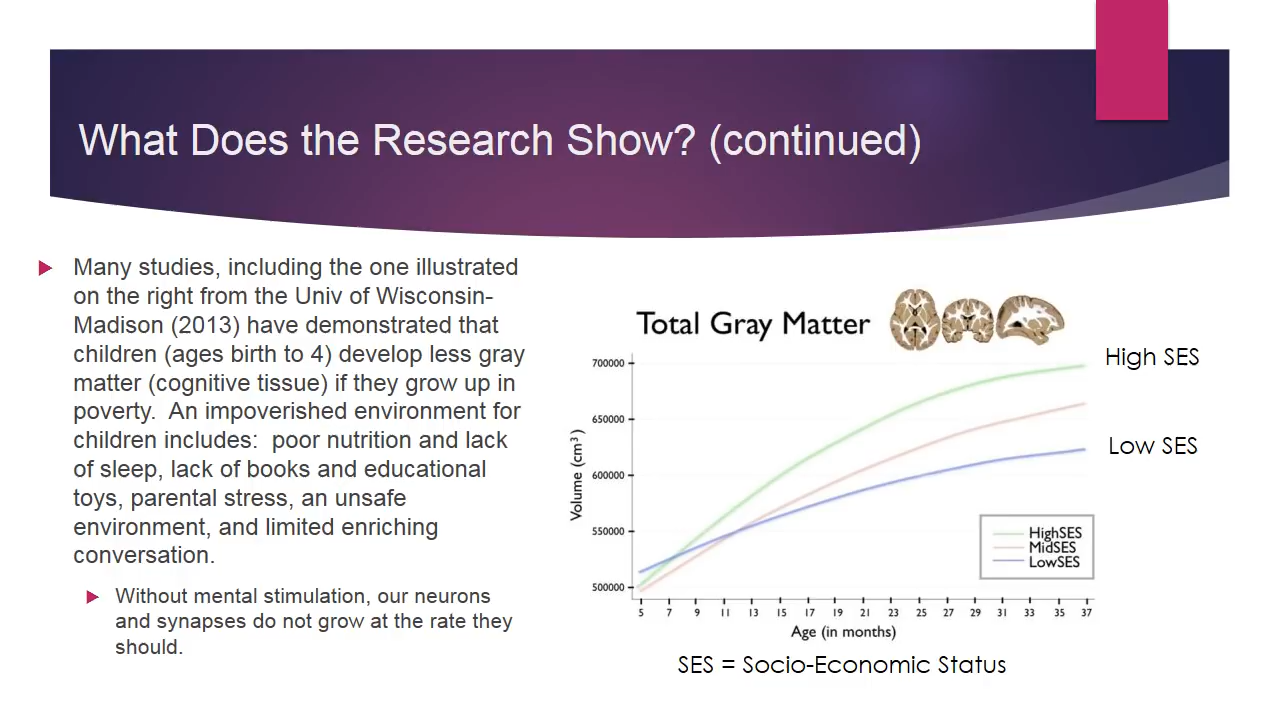 What Does the Research Show? (continued)
Many studies, including the one illustrated
on the right from the Univ of Wisconsin-
Madison (2013) have demonstrated that
children (ages birth to 4) develop less gray
matter (cognitive tissue) if they grow up in
poverty.  An impoverished environment for
children includes:  poor nutrition and lack
of sleep, lack of books and educational
toys, parental stress, an unsafe
environment, and limited enriching
conversation.
Without mental stimulation, our neurons
and synapses do not grow at the rate they
should.
Total Gray Matter
High SES
Low SES
Volume (cm³)
700000
650000
600000
550000
500000
HighSES
MidSES
LowSES
5 7 9 11 13 15 17 19 21 23 25 27 29 31 33 35 37
Age (in months)
SES = Socio-Economic Status